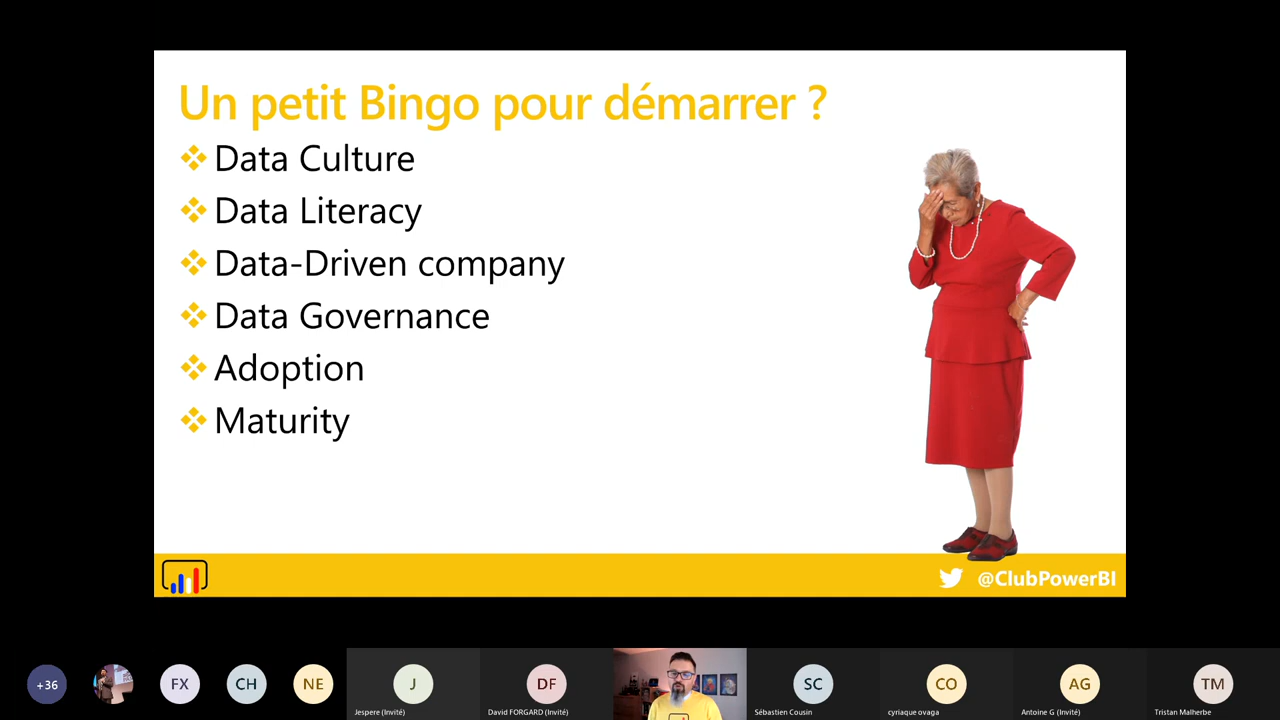 Un petit Bingo pour démarrer ?
Data Culture
Data Literacy
Data-Driven company
Data Governance
Adoption
Maturity
@ClubPowerBI
+36
FX
CH
NE
J
Jespere (Invité)
DF
David FORGARD (Invité)
SC
Sébastien Cousin
CO
cyriaque ovaga
AG
Antoine G (Invité)
TM
Tristan Malherbe